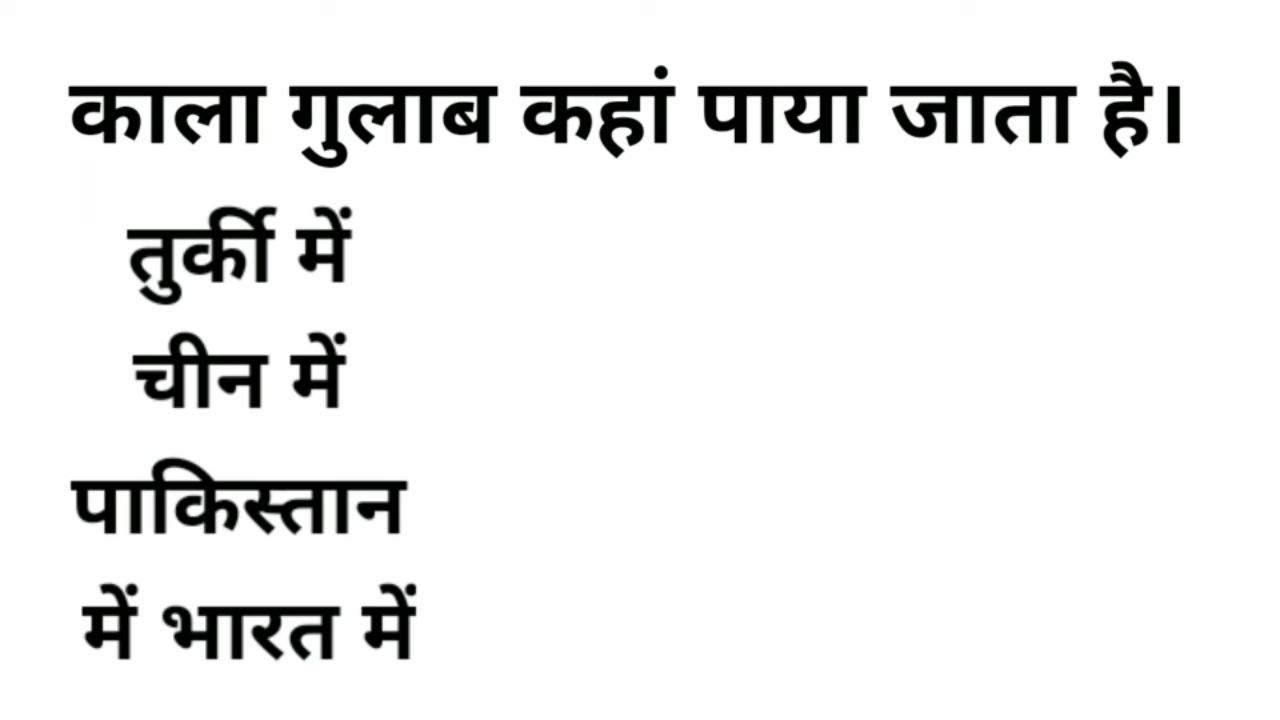 काला गुलाब कहां पाया जाता है।
तुर्की में
चीन में
पाकिस्तान
में भारत में